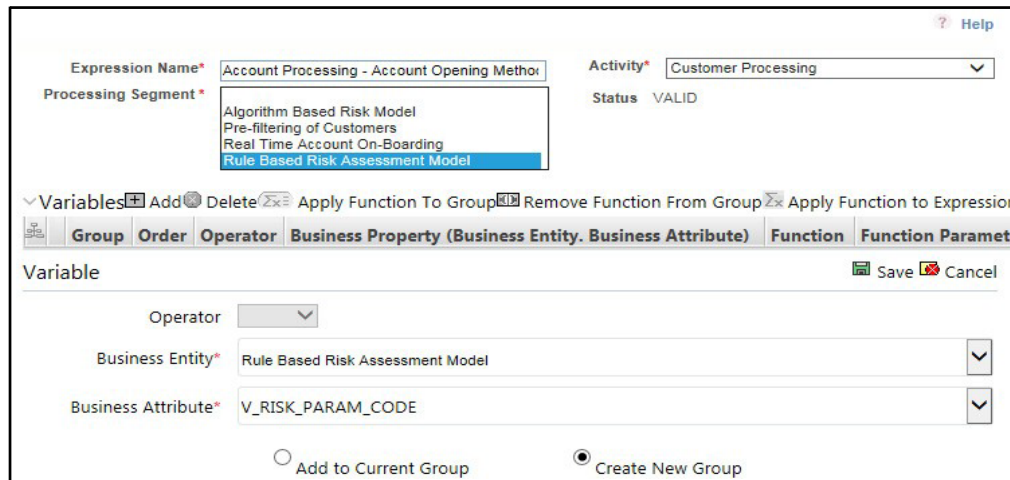 ? Help
Expression Name* Account Processing - Account Opening Metho
Activity* Customer Processing
Processing Segment *
Status VALID
Algorithm Based Risk Model
Pre-filtering of Customers
Real Time Account On-Boarding
Rule Based Risk Assessment Model
Variables Add Delete Apply Function To Group Remove Function From Group Apply Function to Expression
Group Order Operator Business Property (Business Entity. Business Attribute) Function Function Paramet
Variable Save Cancel
Operator
Business Entity* Rule Based Risk Assessment Model
Business Attribute* V_RISK_PARAM_CODE
Add to Current Group Create New Group